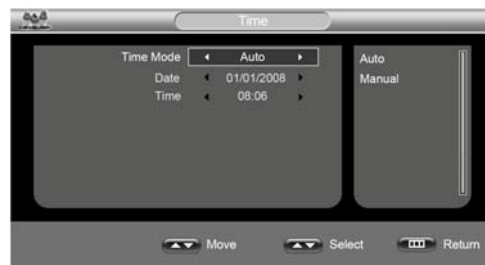 Time
Time Mode Auto
Date 01/01/2008
Time 08:06
Auto
Manual
Move Select Return